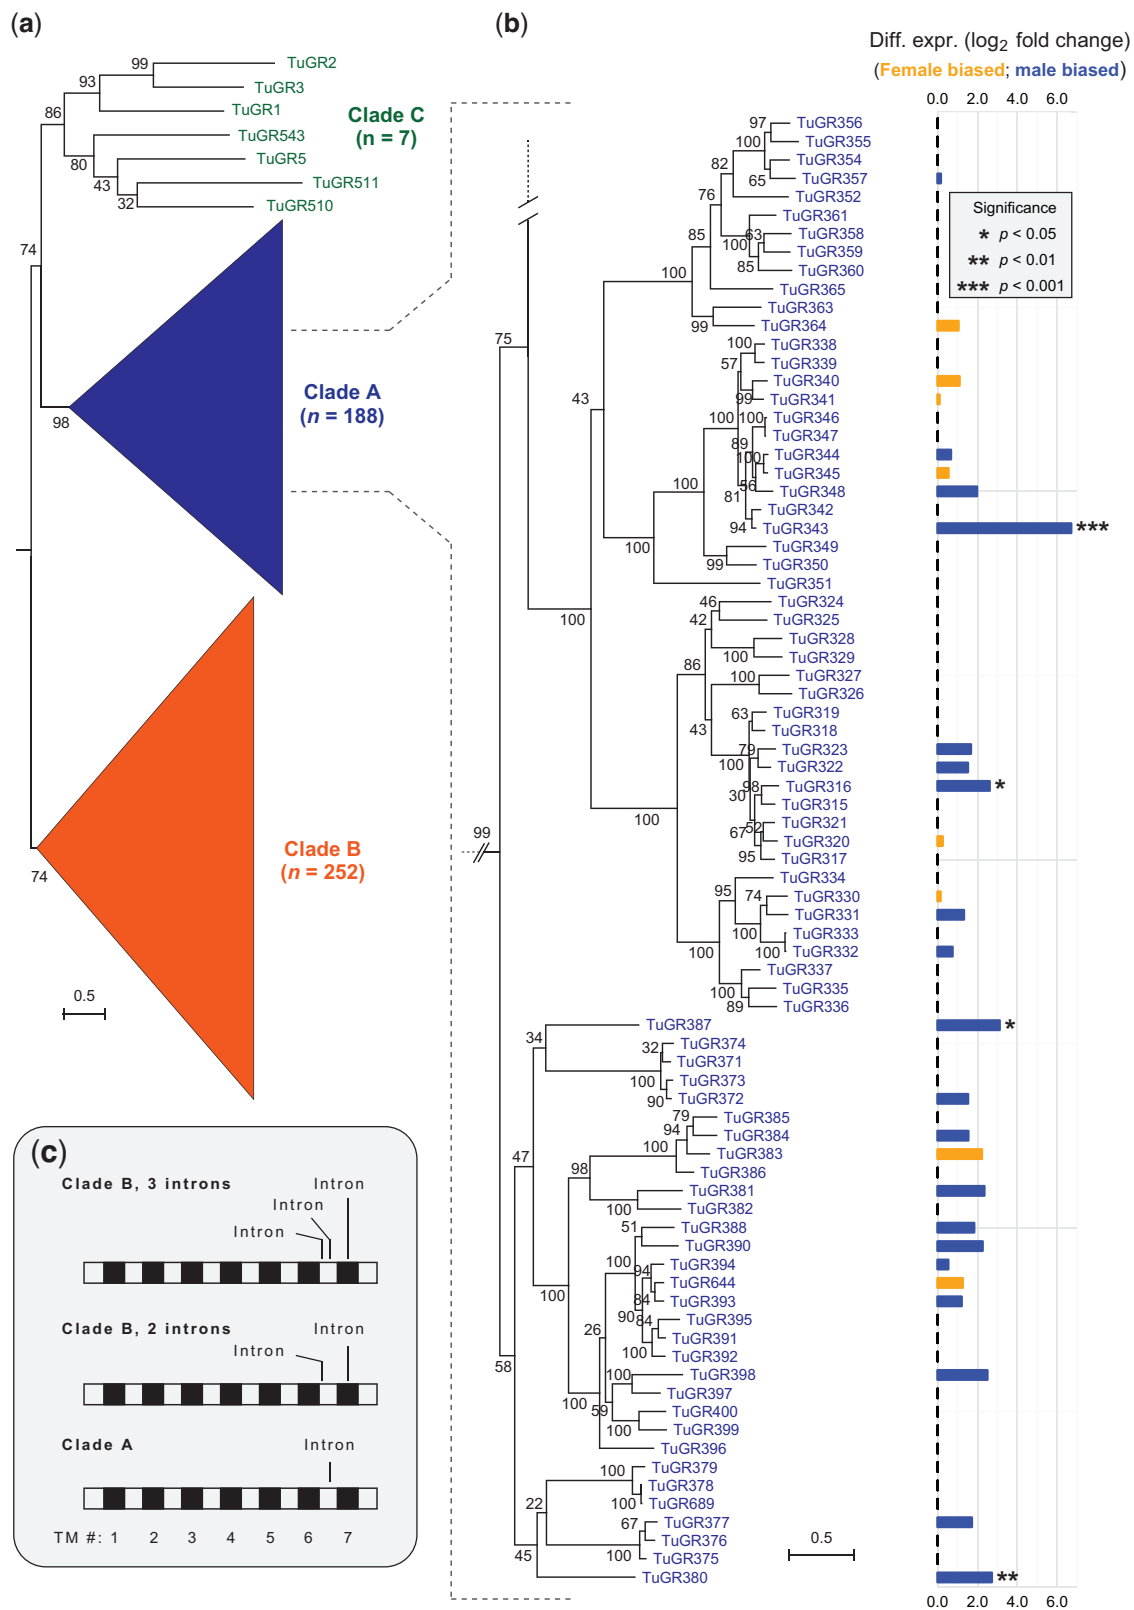 (a)
99
TuGR2
93
TuGR3
86
TuGR1
TuGR543
80
TuGR5
43
TuGR511
32
TuGR510
Clade C
(n = 7)
74
98
Clade A
(n = 188)
74
Clade B
(n = 252)
0.5
(b)
Diff. expr. (log2 fold change)
(Female biased; male biased)
0.0 2.0 4.0 6.0
Significance
* p < 0.05
** p < 0.01
*** p < 0.001
97 TuGR356
100 TuGR355
82 TuGR354
65 TuGR357
76 TuGR352
TuGR361
85 63 TuGR358
100 TuGR359
85 TuGR360
100 TuGR365
TuGR363
99 TuGR364
75 100 TuGR338
57 TuGR339
TuGR340
43 99 TuGR341
100 100 TuGR346
89 TuGR347
100 TuGR344
TuGR345
100 56 TuGR348
81 TuGR342
94 TuGR343 ***
100 TuGR349
99 TuGR350
TuGR351
46 TuGR324
100 42 TuGR325
TuGR328
86 100 TuGR329
100 TuGR327
TuGR326
63 TuGR319
43 TuGR318
79 TuGR323
100 TuGR322
98 TuGR316 *
30 TuGR315
100 52 TuGR321
99 67 TuGR320
95 TuGR317
TuGR334
95 74 TuGR330
TuGR331
100 TuGR333
100 TuGR332
TuGR337
100 TuGR335
89 TuGR336
TuGR387 *
34 32 TuGR374
TuGR371
100 TuGR373
90 TuGR372
79 TuGR385
94 TuGR384
47 100 TuGR383
98 TuGR386
TuGR381
100 TuGR382
51 TuGR388
TuGR390
100 94 TuGR394
TuGR644
100 84 TuGR393
90 84 TuGR395
26 TuGR391
100 TuGR392
58 100 TuGR398
TuGR397
100 59 TuGR400
100 TuGR399
TuGR396
100 TuGR379
TuGR378
22 100 TuGR689
67 TuGR377
TuGR376
45 100 TuGR375
TuGR380 **
0.5
0.0 2.0 4.0 6.0
(c)
Clade B, 3 introns
Intron
Intron
Intron
Clade B, 2 introns
Intron
Intron
Clade A
Intron
TM #: 1 2 3 4 5 6 7